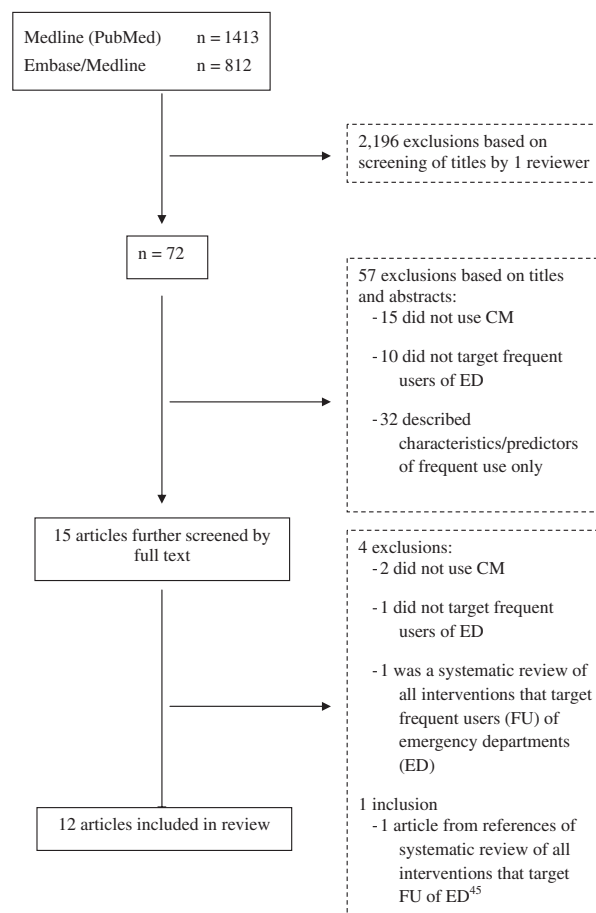 Medline (PubMed) n = 1413
Embase/Medline n = 812
2,196 exclusions based on
screening of titles by 1 reviewer
n = 72
57 exclusions based on titles
and abstracts:
- 15 did not use CM
- 10 did not target frequent
users of ED
- 32 described
characteristics/predictors
of frequent use only
15 articles further screened by
full text
4 exclusions:
- 2 did not use CM
- 1 did not target frequent
users of ED
- 1 was a systematic review of
all interventions that target
frequent users (FU) of
emergency departments
(ED)
1 inclusion
- 1 article from references of
systematic review of all
interventions that target
FU of ED45
12 articles included in review